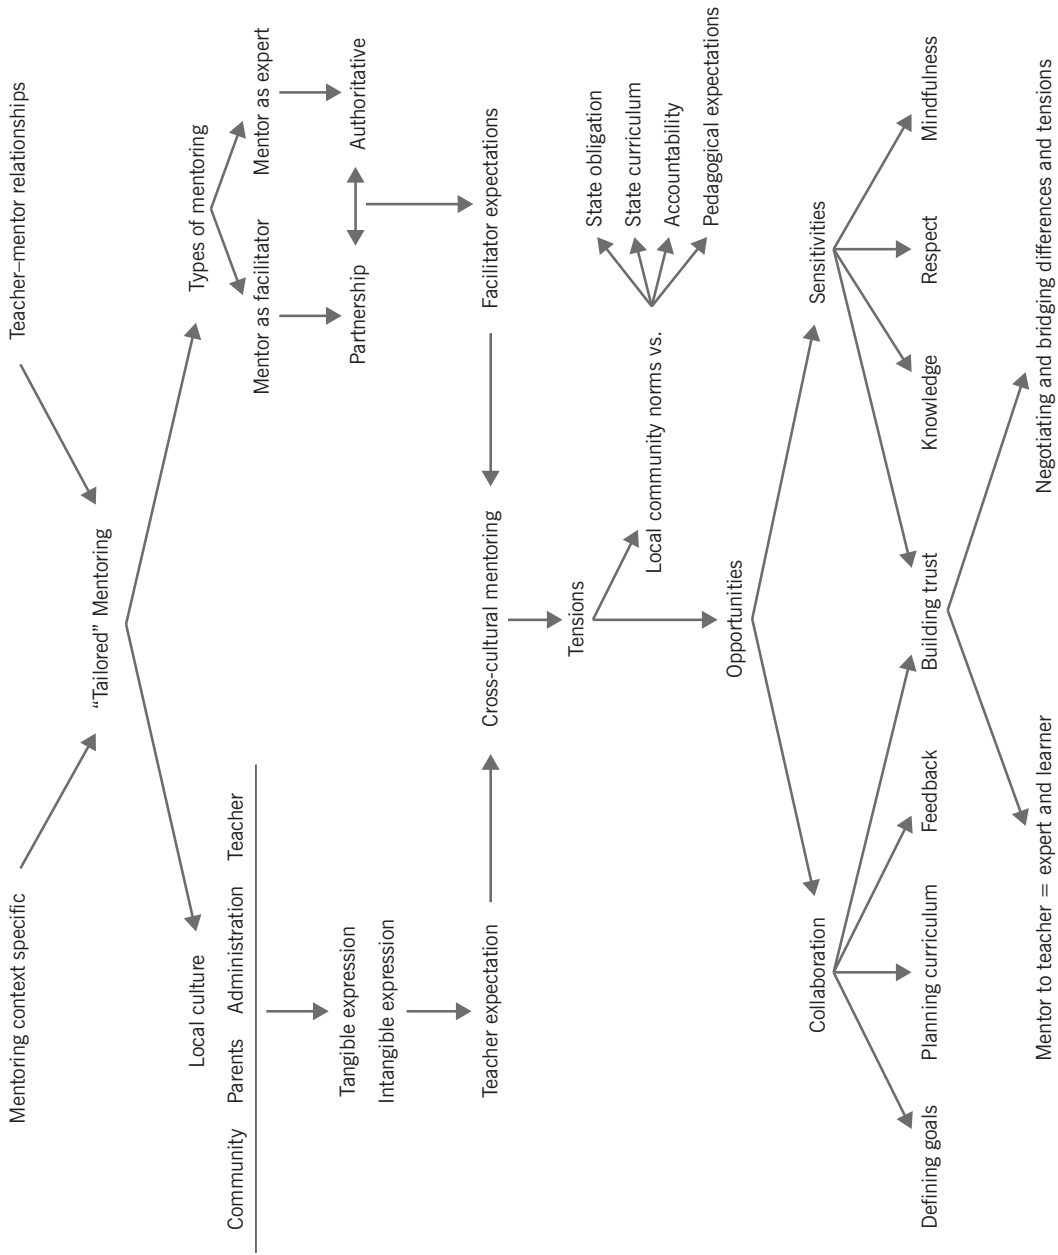 Mentoring context specific
Teacher–mentor relationships
“Tailored” Mentoring
Local culture
Types of mentoring
Community Parents Administration Teacher
Mentor as facilitator
Mentor as expert
Tangible expression
Intangible expression
Partnership
Authoritative
Teacher expectation
Cross-cultural mentoring
Facilitator expectations
Tensions
Local community norms vs.
State obligation
State curriculum
Accountability
Pedagogical expectations
Opportunities
Collaboration
Sensitivities
Defining goals
Planning curriculum
Feedback
Building trust
Knowledge
Respect
Mindfulness
Mentor to teacher = expert and learner
Negotiating and bridging differences and tensions